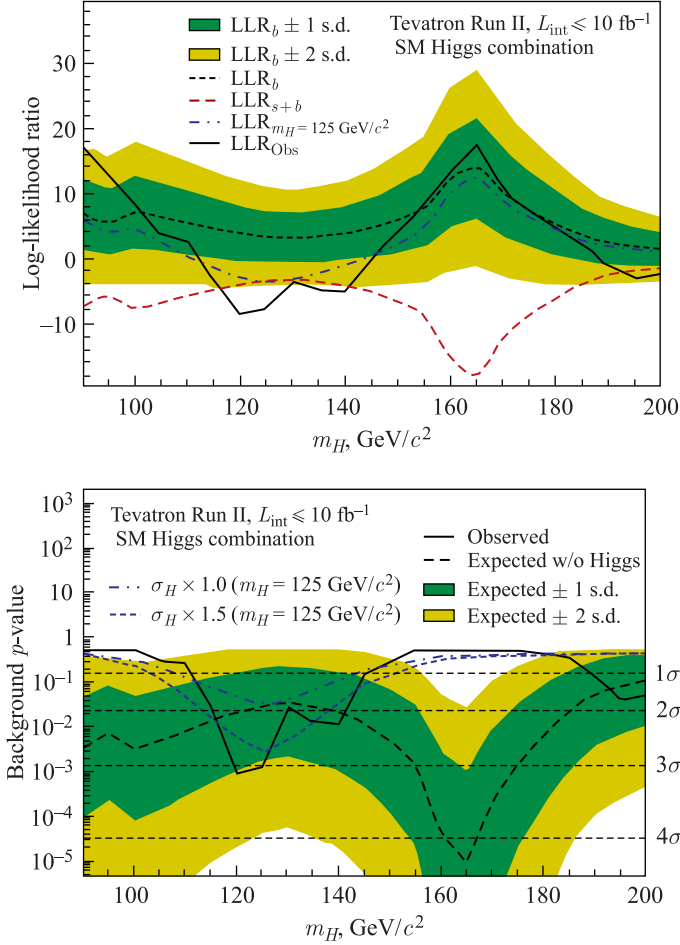 LLR_b ± 1 s.d.
LLR_b ± 2 s.d.
LLR_b
LLR_{s+b}
LLR_{m_H = 125 GeV/c²}
LLR_Obs
Tevatron Run II, L_int ⩽ 10 fb⁻¹
SM Higgs combination
Log-likelihood ratio
30
20
10
0
−10
100
120
140
160
180
200
m_H, GeV/c²
Tevatron Run II, L_int ⩽ 10 fb⁻¹
SM Higgs combination
σ_H × 1.0 (m_H = 125 GeV/c²)
σ_H × 1.5 (m_H = 125 GeV/c²)
Observed
Expected w/o Higgs
Expected ± 1 s.d.
Expected ± 2 s.d.
Background p-value
10³
10²
10
1
10⁻¹
10⁻²
10⁻³
10⁻⁴
10⁻⁵
1σ
2σ
3σ
4σ
100
120
140
160
180
200
m_H, GeV/c²